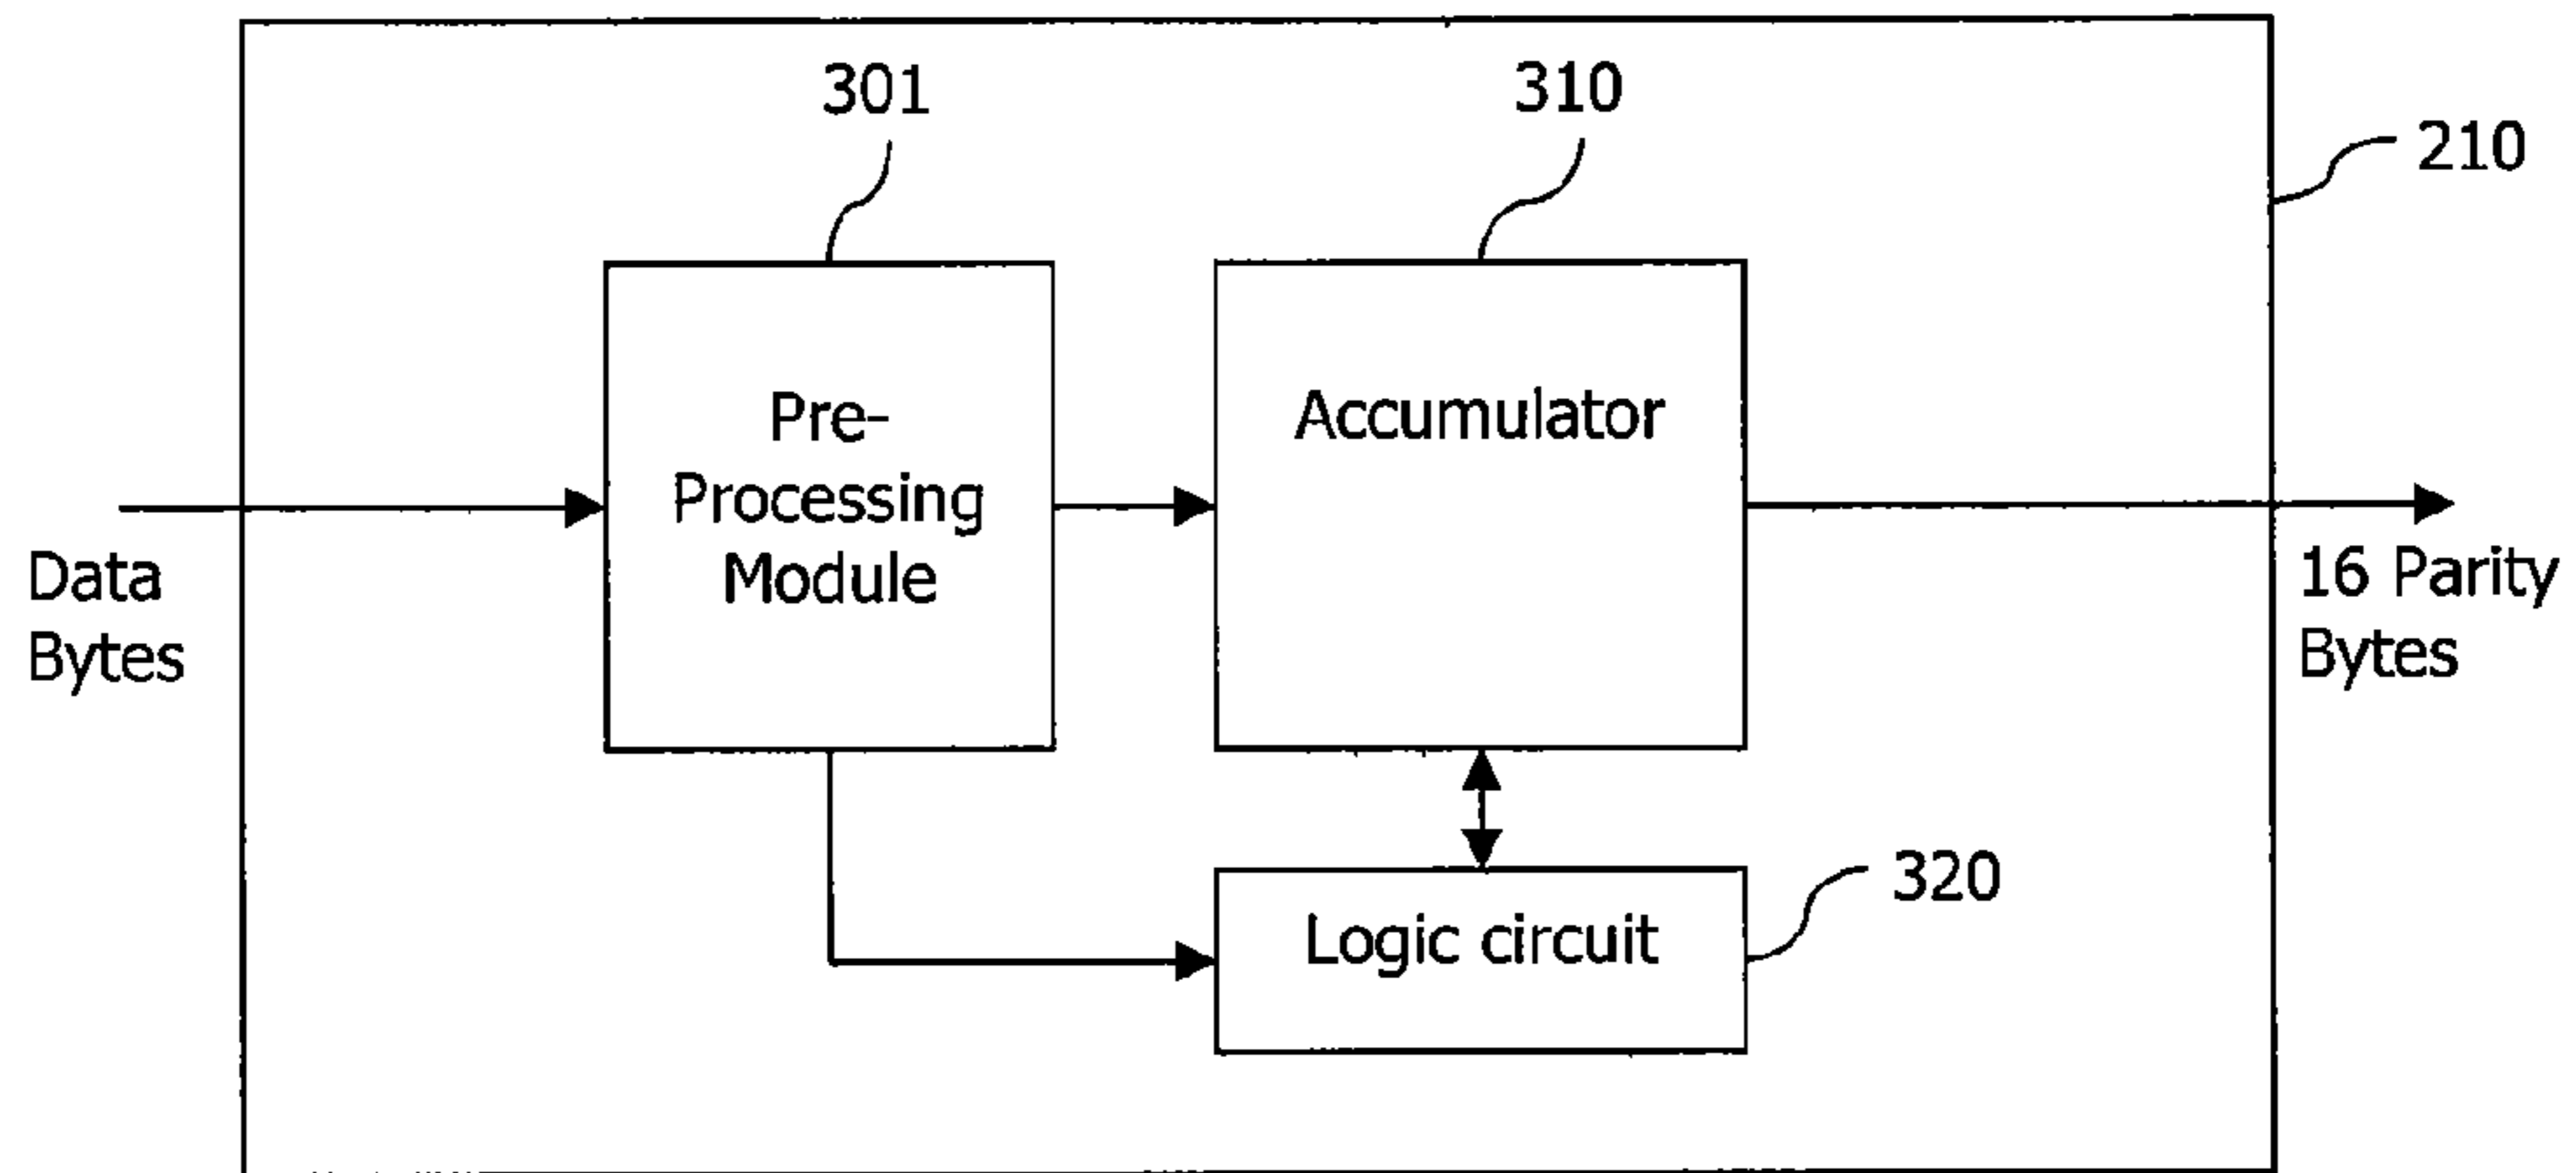 301
310
210
Pre-
Processing
Module
Accumulator
Data
Bytes
16 Parity
Bytes
320
Logic circuit